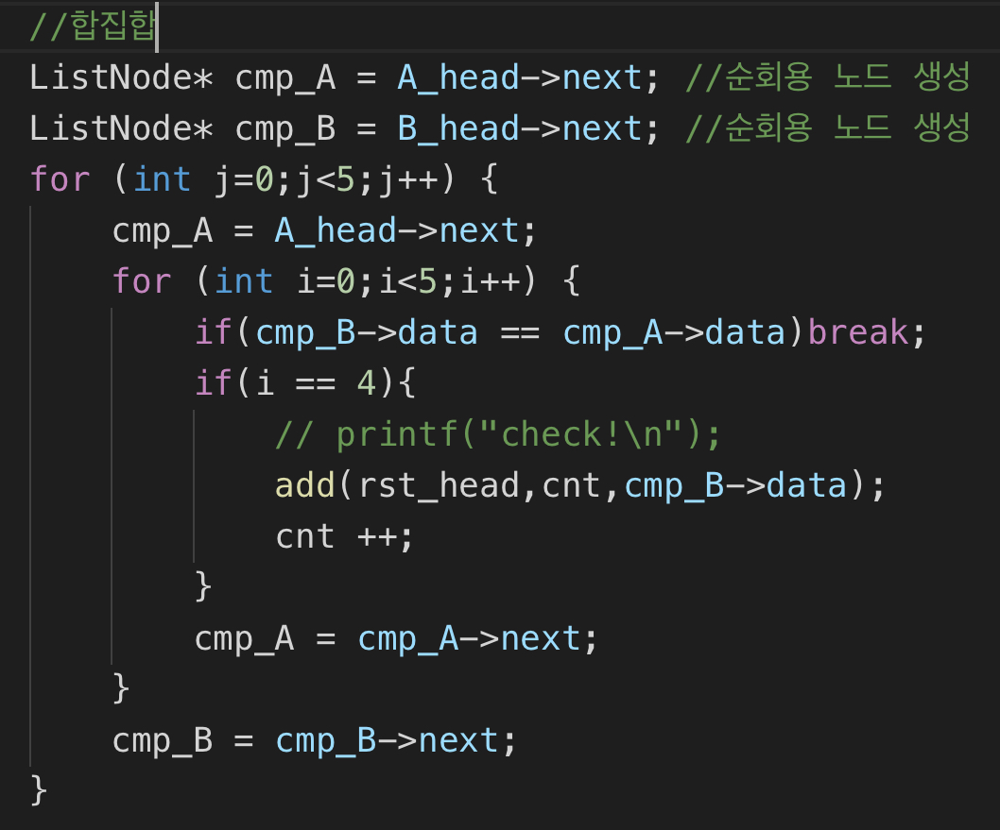 //합집합
ListNode* cmp_A = A_head->next; //순회용 노드 생성
ListNode* cmp_B = B_head->next; //순회용 노드 생성
for (int j=0;j<5;j++) {
    cmp_A = A_head->next;
    for (int i=0;i<5;i++) {
        if(cmp_B->data == cmp_A->data)break;
        if(i == 4){
            // printf("check!\n");
            add(rst_head,cnt,cmp_B->data);
            cnt ++;
        }
        cmp_A = cmp_A->next;
    }
    cmp_B = cmp_B->next;
}